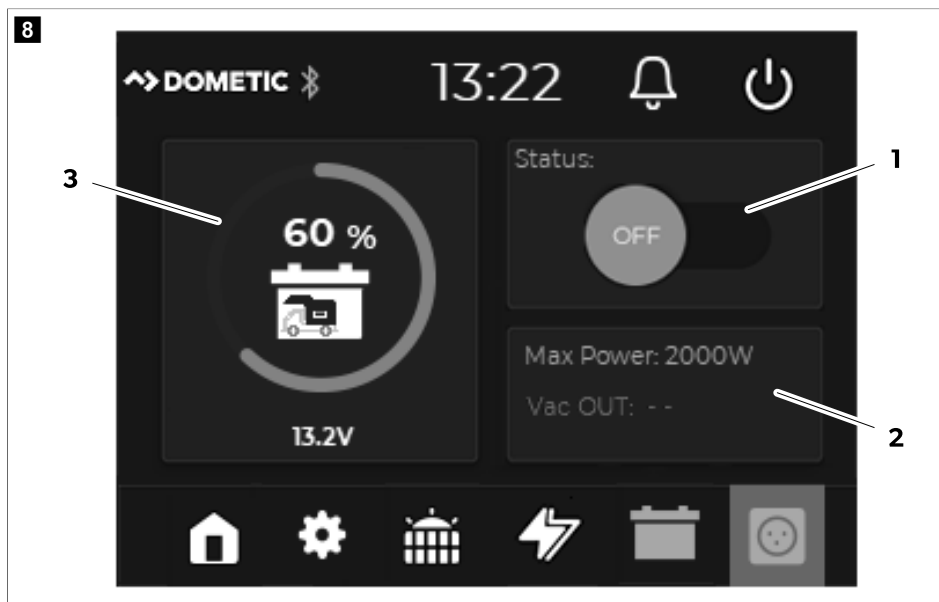 8
DOMETIC 13:22
3
60 %
13.2V
Status:
OFF
1
Max Power: 2000W
Vac OUT: - -
2